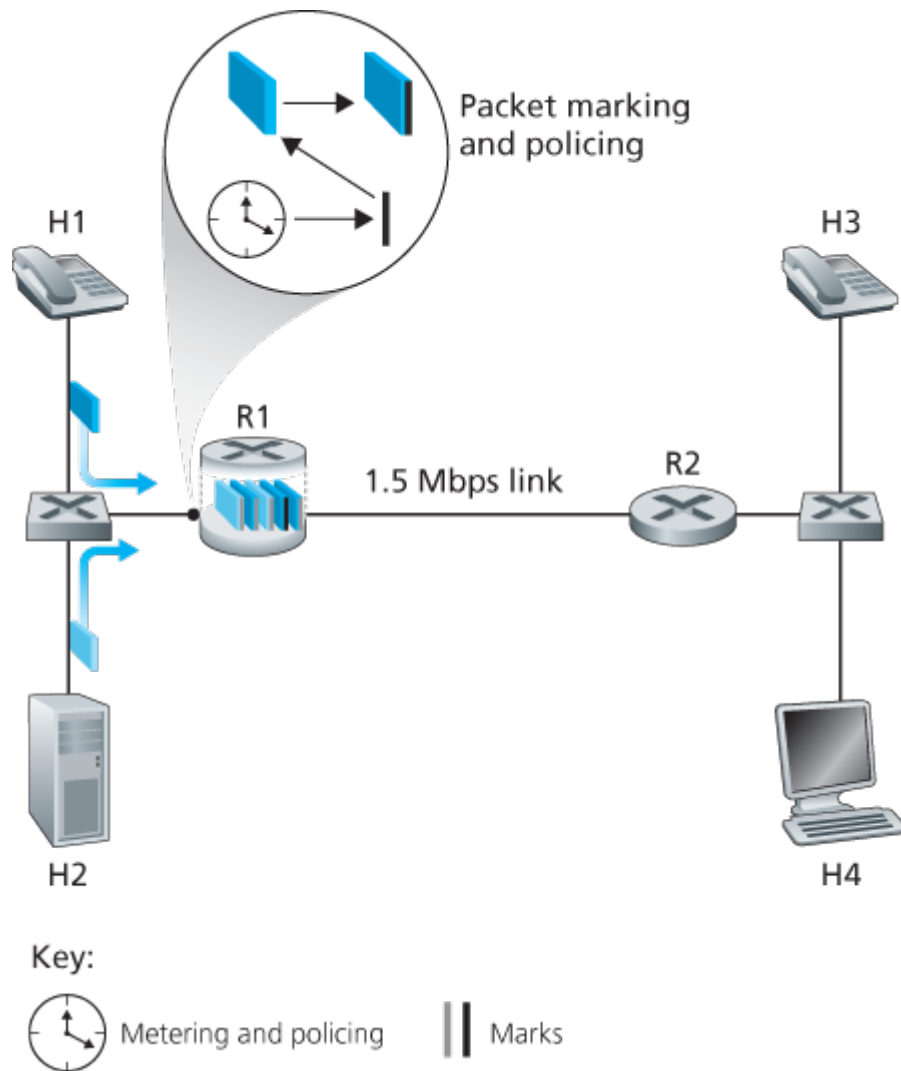 Packet marking
and policing
H1
H3
R1
R2
1.5 Mbps link
H2
H4
Key:
Metering and policing
Marks